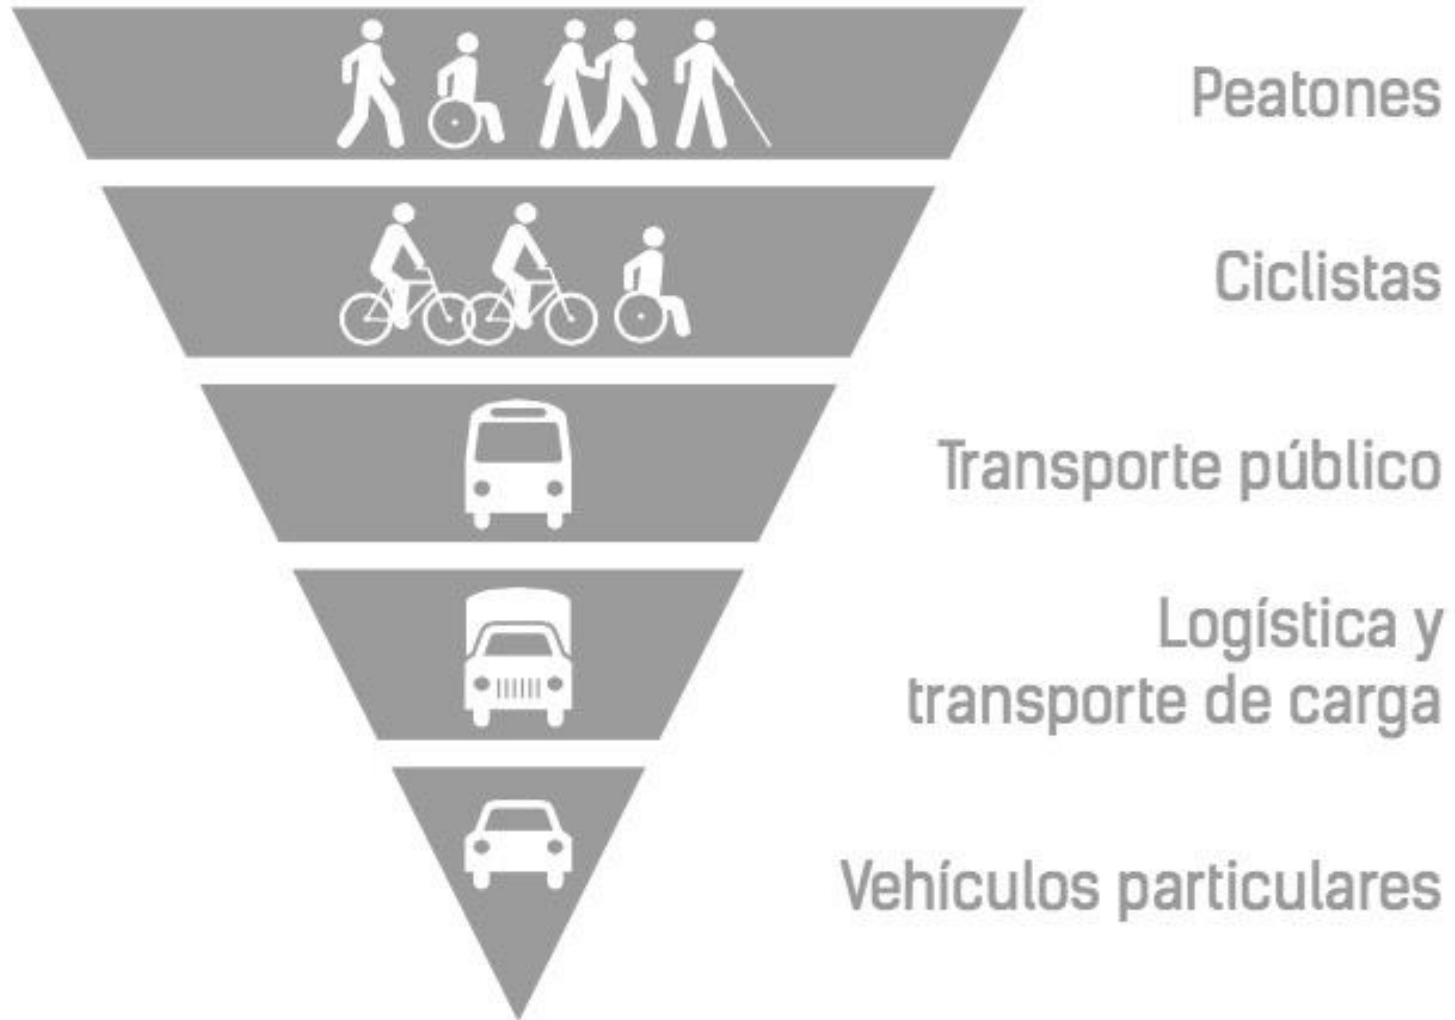 Peatones
Ciclistas
Transporte público
Logística y
transporte de carga
Vehículos particulares